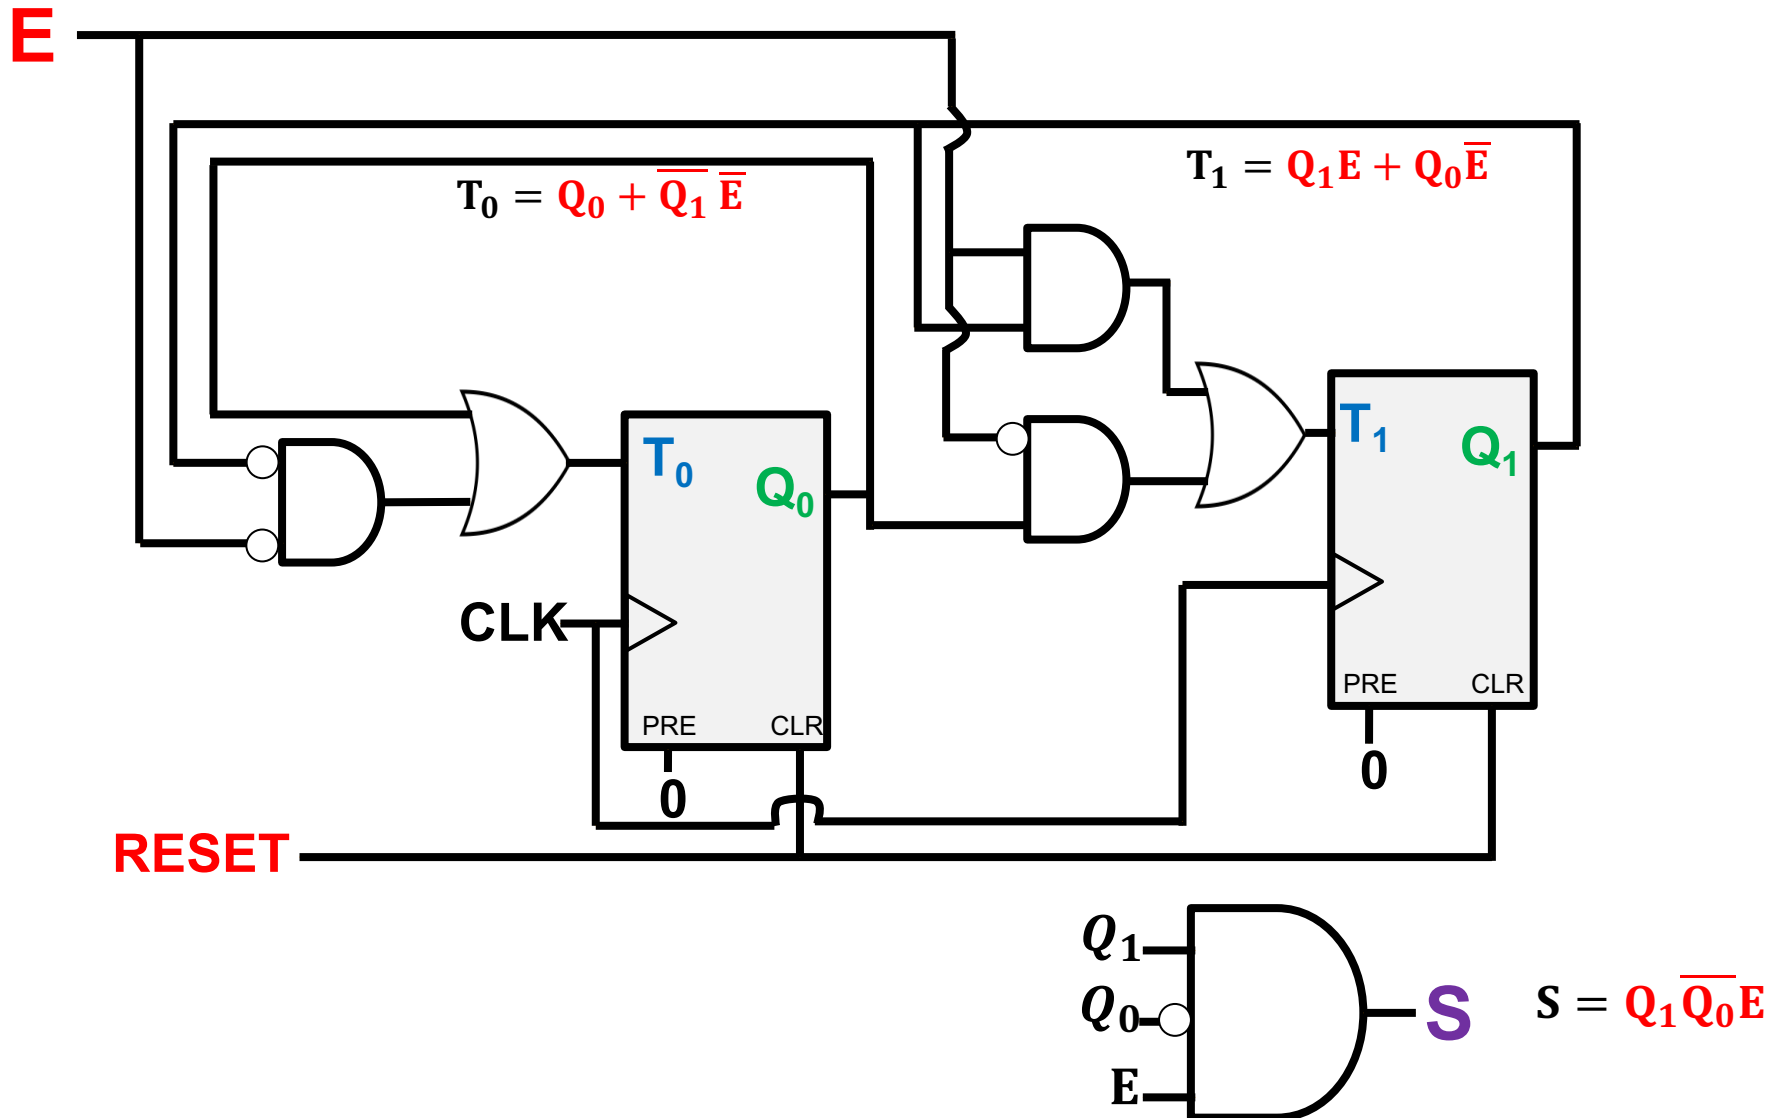 E
T₀ = Q₀ + Q̅₁ E̅
T₁ = Q₁E + Q₀E̅
T₀
Q₀
T₁
Q₁
CLK
PRE CLR
0
PRE CLR
0
RESET
Q₁
Q₀
E
S
S = Q₁Q̅₀E